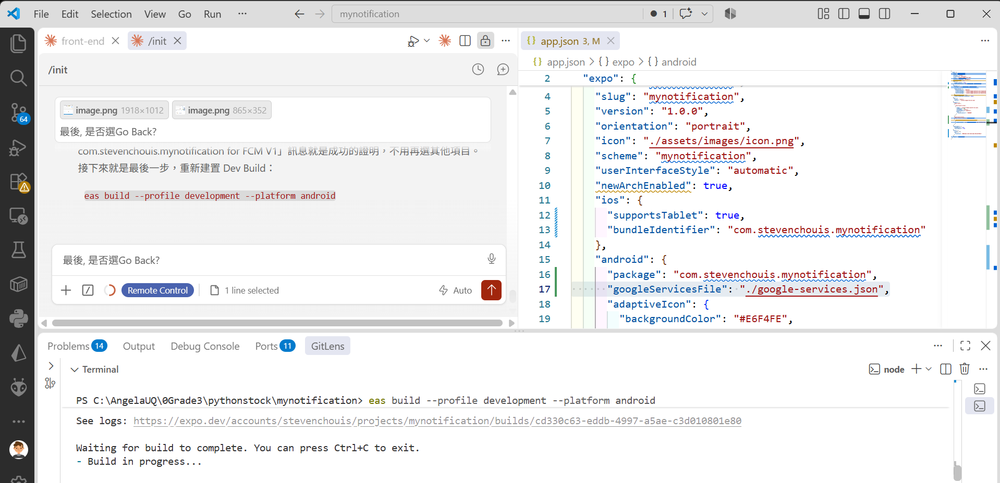 File Edit Selection View Go Run ···
mynotification
1
front-end
/init
app.json 3, M
/init
app.json > {} expo > {} android
image.png 1918×1012
image.png 865×352
最後, 是否選Go Back?
com.stevenchouis.mynotification for FCM V1」訊息就是成功的證明，不用再選其他項目。
接下來就是最後一步，重新建置 Dev Build：
eas build --profile development --platform android
最後, 是否選Go Back?
Remote Control
1 line selected
Auto
2 "expo": {
4 "slug": "mynotification",
5 "version": "1.0.0",
6 "orientation": "portrait",
7 "icon": "./assets/images/icon.png",
8 "scheme": "mynotification",
9 "userInterfaceStyle": "automatic",
10 "newArchEnabled": true,
11 "ios": {
12 "supportsTablet": true,
13 "bundleIdentifier": "com.stevenchouis.mynotification"
14 },
15 "android": {
16 "package": "com.stevenchouis.mynotification",
17 "googleServicesFile": "./google-services.json",
18 "adaptiveIcon": {
19 "backgroundColor": "#E6F4FE",
64
Problems 14 Output Debug Console Ports 11 GitLens
Terminal
node
PS C:\AngelaUQ\0Grade3\pythonstock\mynotification> eas build --profile development --platform android
See logs: https://expo.dev/accounts/stevenchouis/projects/mynotification/builds/cd330c63-eddb-4997-a5ae-c3d010801e80
Waiting for build to complete. You can press Ctrl+C to exit.
- Build in progress...